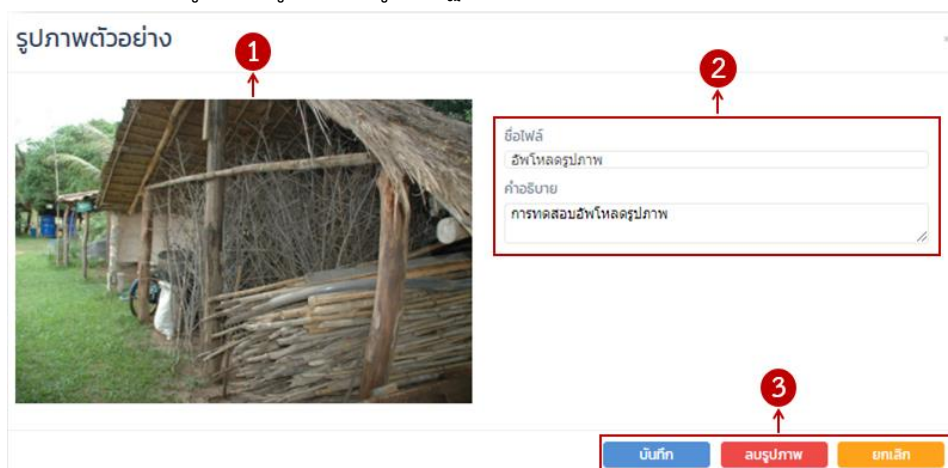 รูปภาพตัวอย่าง
1
2
ชื่อไฟล์
อัพโหลดรูปภาพ
คำอธิบาย
การทดสอบอัพโหลดรูปภาพ
3
บันทึก ลบรูปภาพ ยกเลิก